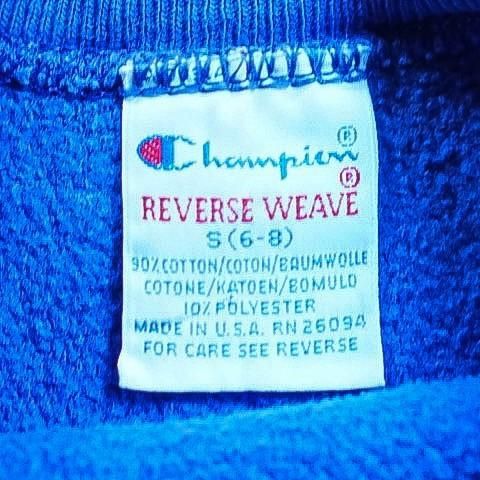 Champion®
®
REVERSE WEAVE
S (6-8)
90% COTTON/COTON/BAUMWOLLE
COTONE/KATOEN/BOMULD
10% POLYESTER
MADE IN U.S.A. RN 26094
FOR CARE SEE REVERSE